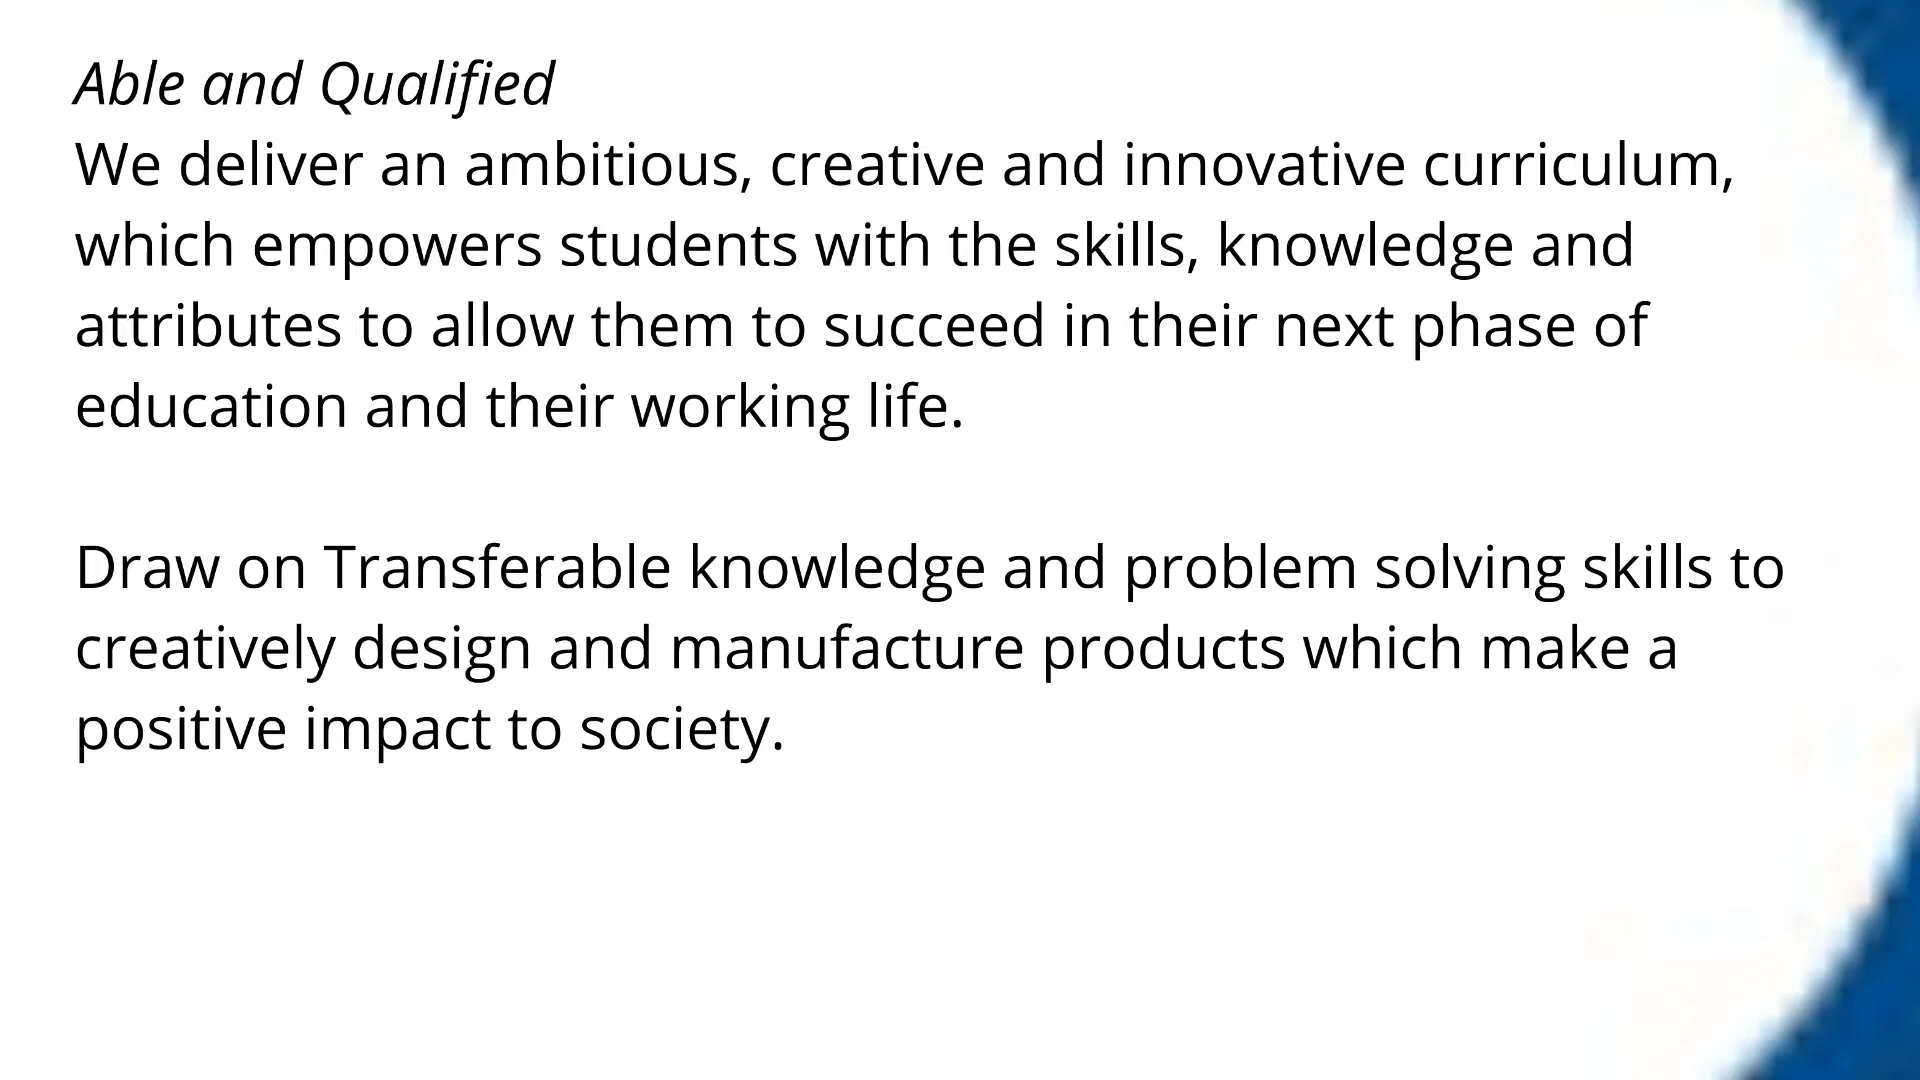 Able and Qualified
We deliver an ambitious, creative and innovative curriculum,
which empowers students with the skills, knowledge and
attributes to allow them to succeed in their next phase of
education and their working life.
Draw on Transferable knowledge and problem solving skills to
creatively design and manufacture products which make a
positive impact to society.